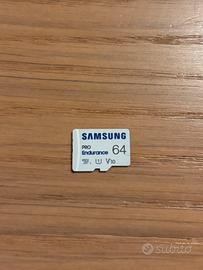 SAMSUNG
PRO
Endurance 64
V10
subito